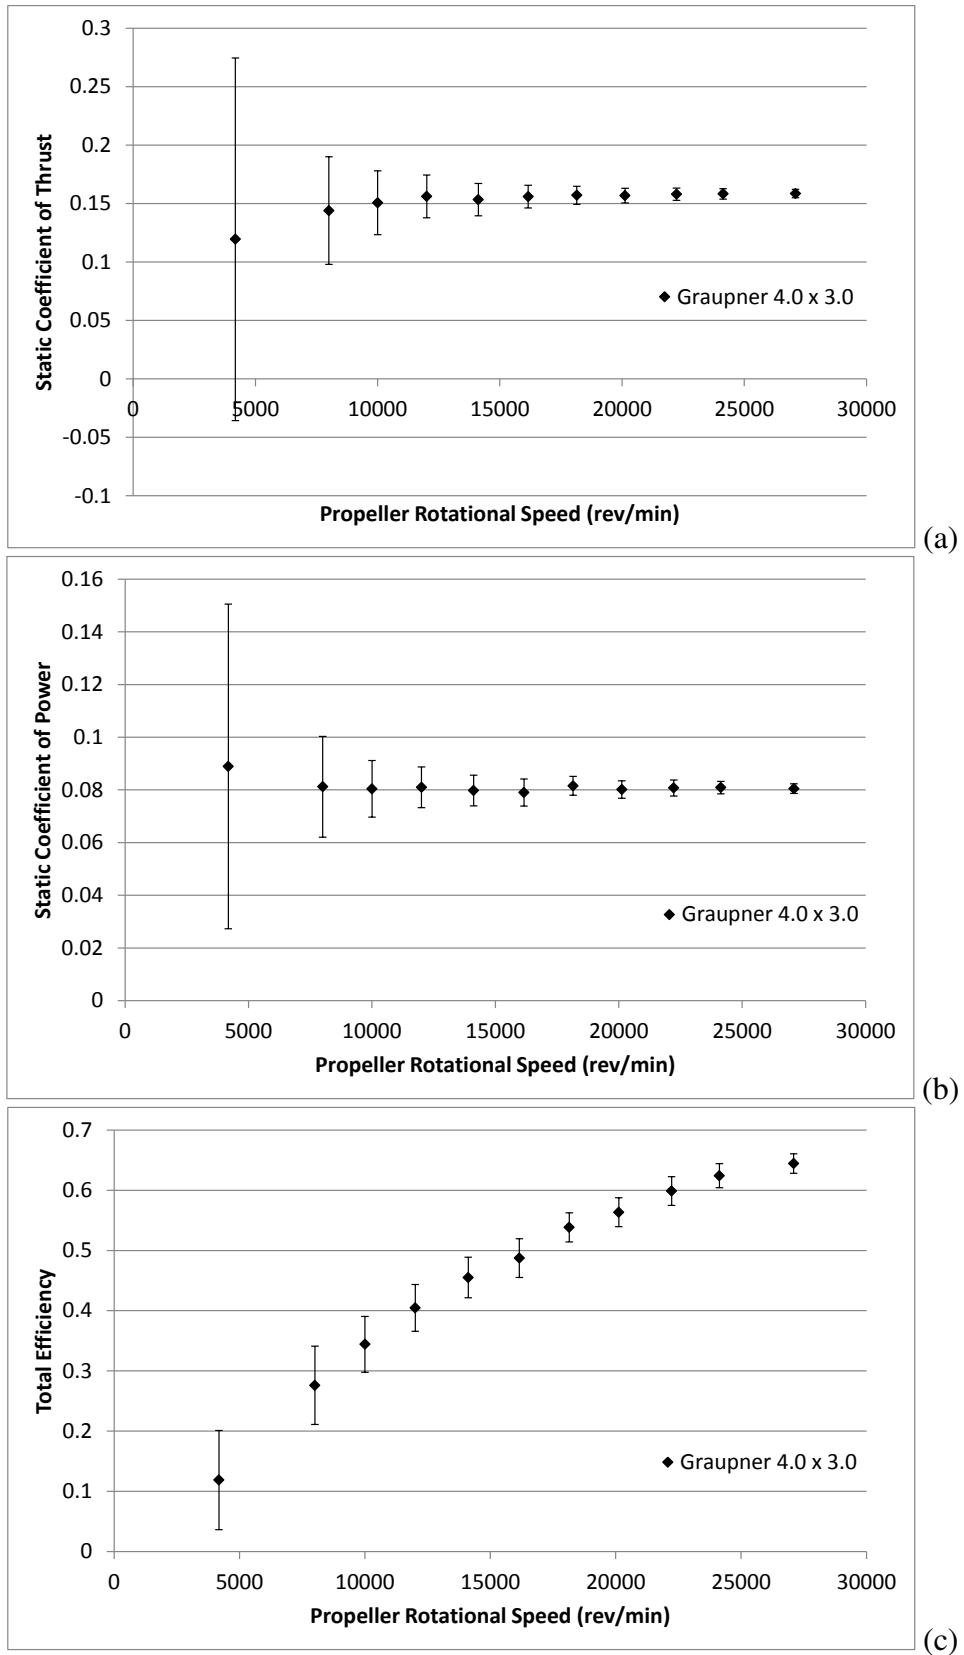 0.3
0.25
0.2
0.15
0.1
0.05
0
-0.05
-0.1
Static Coefficient of Thrust
Graupner 4.0 x 3.0
0 5000 10000 15000 20000 25000 30000
Propeller Rotational Speed (rev/min)
(a)
0.16
0.14
0.12
0.1
0.08
0.06
0.04
0.02
0
Static Coefficient of Power
Graupner 4.0 x 3.0
0 5000 10000 15000 20000 25000 30000
Propeller Rotational Speed (rev/min)
(b)
0.7
0.6
0.5
0.4
0.3
0.2
0.1
0
Total Efficiency
Graupner 4.0 x 3.0
0 5000 10000 15000 20000 25000 30000
Propeller Rotational Speed (rev/min)
(c)